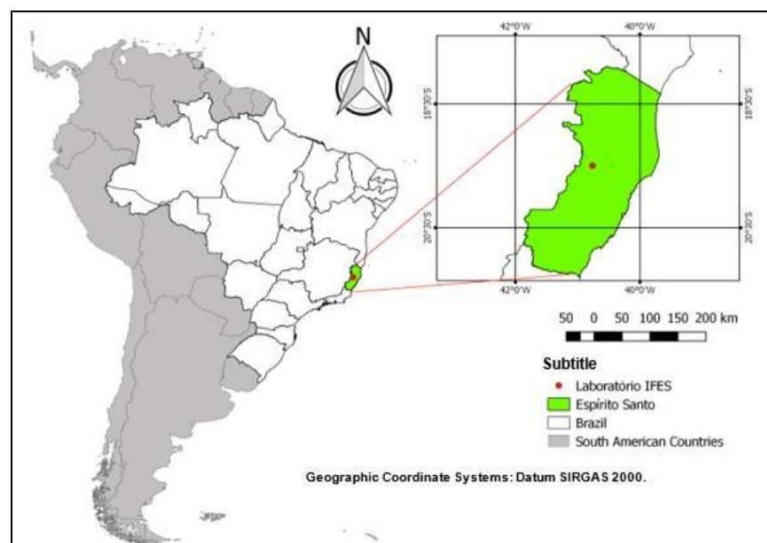 N
42°0'W 40°0'W
18°30'S
18°30'S
20°30'S
20°30'S
42°0'W 40°0'W
50 0 50 100 150 200 km
Subtitle
Laboratório IFES
Espírito Santo
Brazil
South American Countries
Geographic Coordinate Systems: Datum SIRGAS 2000.